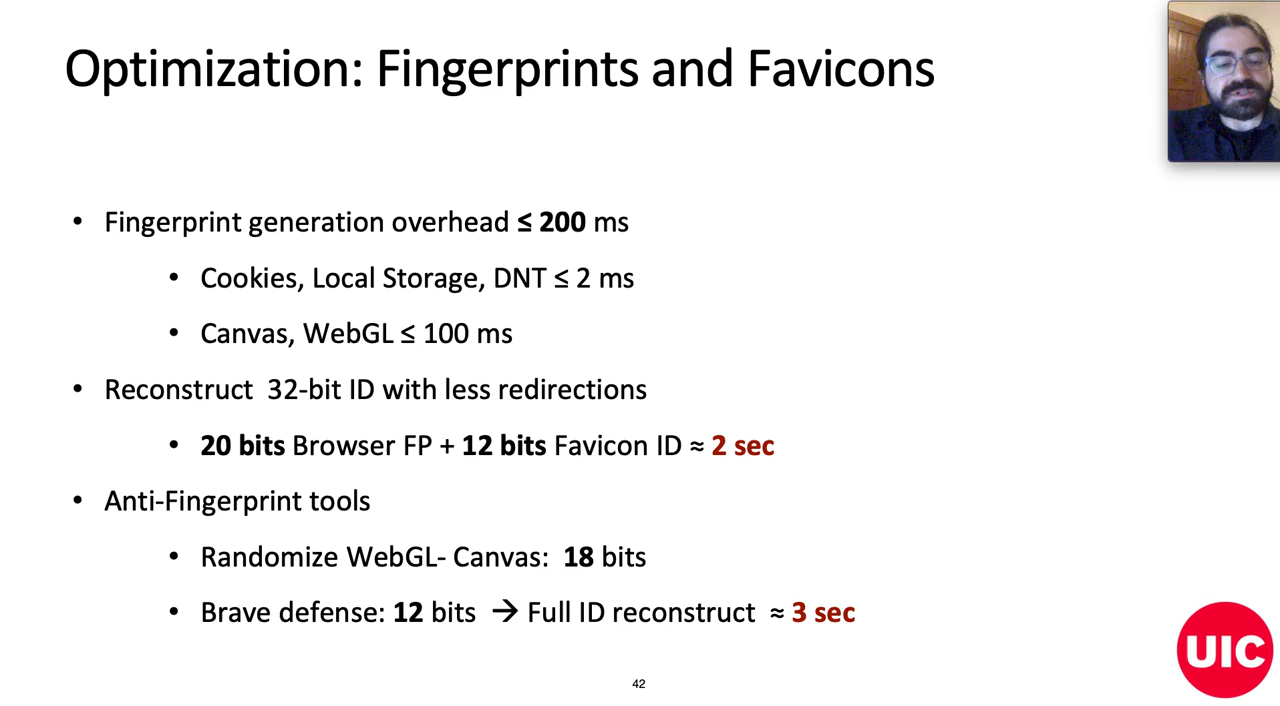 Optimization: Fingerprints and Favicons
• Fingerprint generation overhead ≤ 200 ms
• Cookies, Local Storage, DNT ≤ 2 ms
• Canvas, WebGL ≤ 100 ms
• Reconstruct 32-bit ID with less redirections
• 20 bits Browser FP + 12 bits Favicon ID ≈ 2 sec
• Anti-Fingerprint tools
• Randomize WebGL- Canvas: 18 bits
• Brave defense: 12 bits → Full ID reconstruct ≈ 3 sec
UIC
42